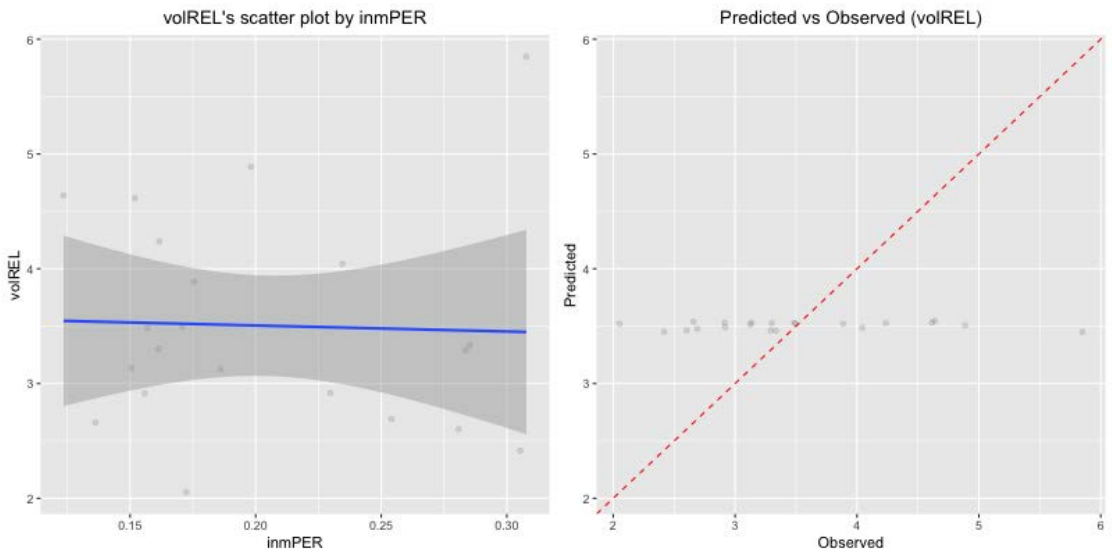 volREL's scatter plot by inmPER
6
5
4
3
2
volREL
0.15 0.20 0.25 0.30
inmPER
Predicted vs Observed (volREL)
6
5
4
3
2
Predicted
2 3 4 5 6
Observed